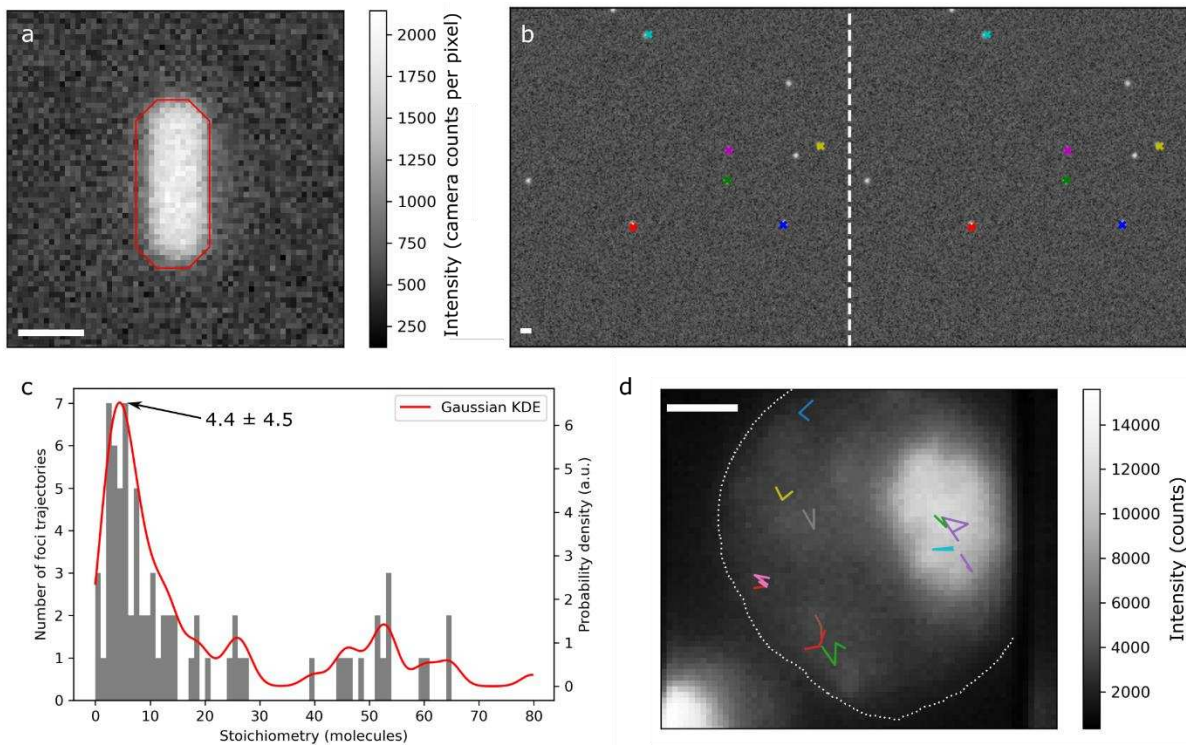 a
2000
1750
1500
1250
1000
750
500
250
Intensity (camera counts per pixel)
b
c
7
6
5
4
3
2
1
0
Number of foci trajectories
0 10 20 30 40 50 60 70 80
Stoichiometry (molecules)
4.4 ± 4.5
Gaussian KDE
6
5
4
3
2
1
0
Probability density (a.u.)
d
14000
12000
10000
8000
6000
4000
2000
Intensity (counts)